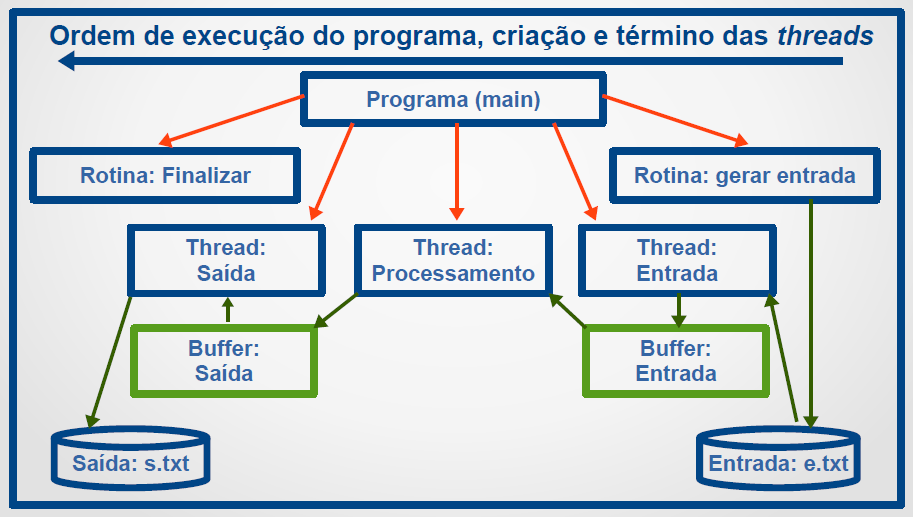 Ordem de execução do programa, criação e término das threads
Programa (main)
Rotina: Finalizar
Rotina: gerar entrada
Thread:
Saída
Thread:
Processamento
Thread:
Entrada
Buffer:
Saída
Buffer:
Entrada
Saída: s.txt
Entrada: e.txt